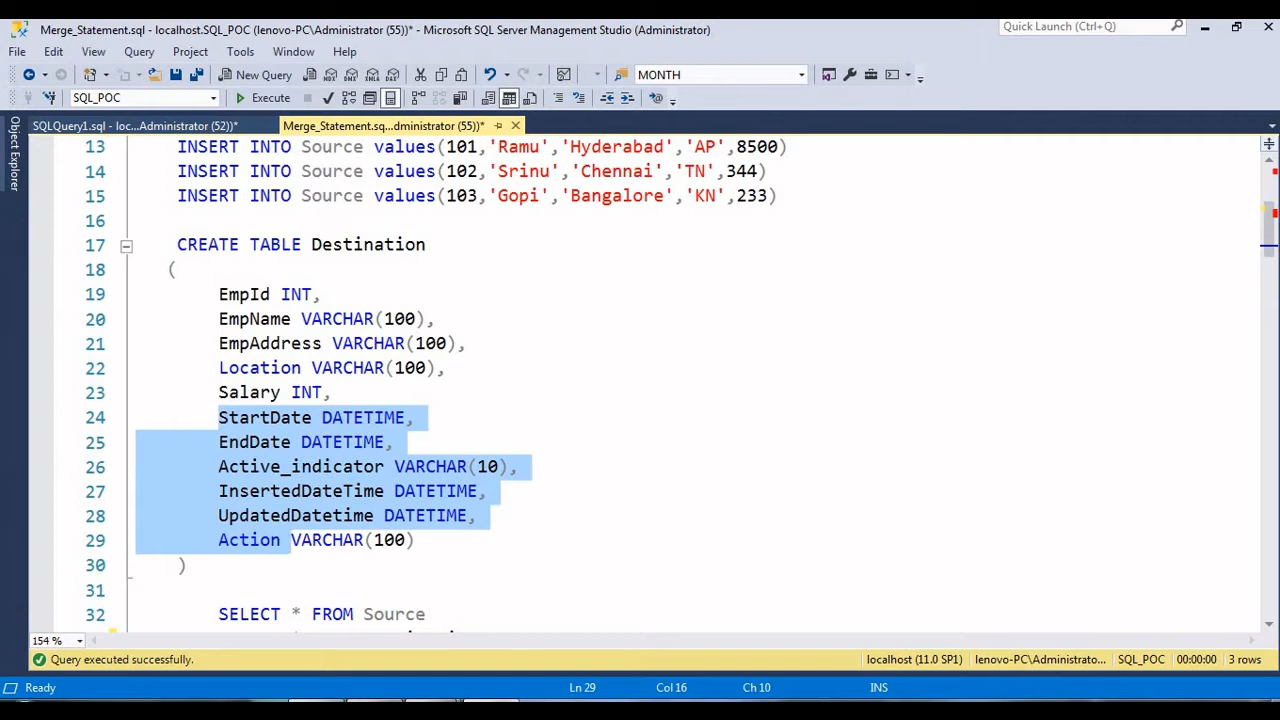 Merge_Statement.sql - localhost.SQL_POC (lenovo-PC\Administrator (55))* - Microsoft SQL Server Management Studio (Administrator)
Quick Launch (Ctrl+Q)
File Edit View Query Project Tools Window Help
New Query MONTH
SQL_POC Execute
Object Explorer
SQLQuery1.sql - loc...Administrator (52))* Merge_Statement.sq...dministrator (55))*
13 INSERT INTO Source values(101,'Ramu','Hyderabad','AP',8500)
14 INSERT INTO Source values(102,'Srinu','Chennai','TN',344)
15 INSERT INTO Source values(103,'Gopi','Bangalore','KN',233)
16
17 CREATE TABLE Destination
18 (
19 EmpId INT,
20 EmpName VARCHAR(100),
21 EmpAddress VARCHAR(100),
22 Location VARCHAR(100),
23 Salary INT,
24 StartDate DATETIME,
25 EndDate DATETIME,
26 Active_indicator VARCHAR(10),
27 InsertedDateTime DATETIME,
28 UpdatedDatetime DATETIME,
29 Action VARCHAR(100)
30 )
31
32 SELECT * FROM Source
154 %
Query executed successfully. localhost (11.0 SP1) lenovo-PC\Administrato... SQL_POC 00:00:00 3 rows
Ready Ln 29 Col 16 Ch 10 INS